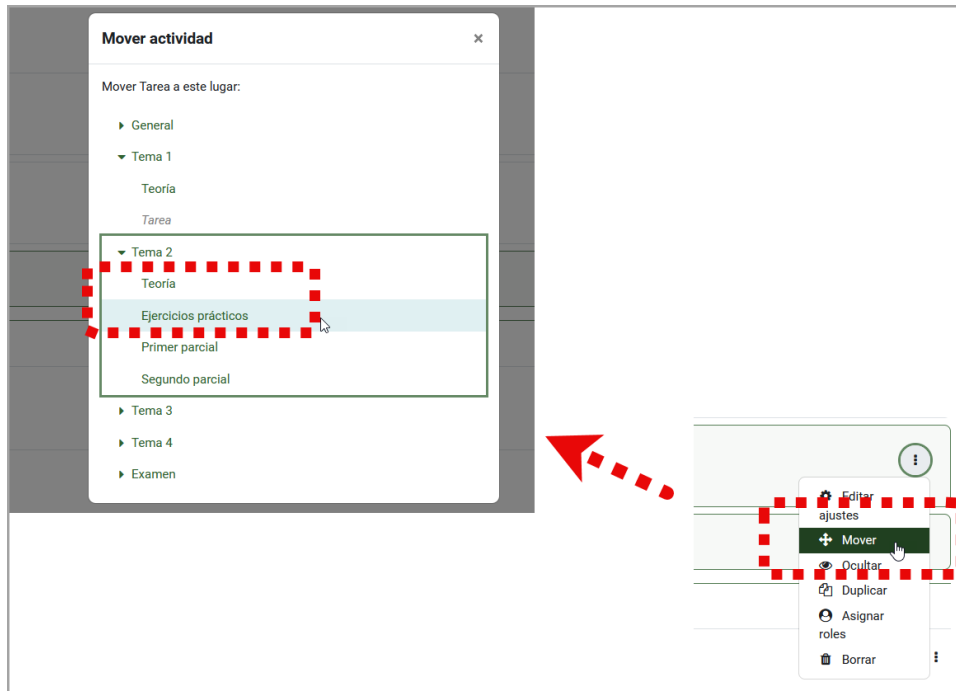 Mover actividad
×
Mover Tarea a este lugar:
General
Tema 1
Teoría
Tarea
Tema 2
Teoría
Ejercicios prácticos
Primer parcial
Segundo parcial
Tema 3
Tema 4
Examen
Editar
ajustes
Mover
Ocultar
Duplicar
Asignar
roles
Borrar